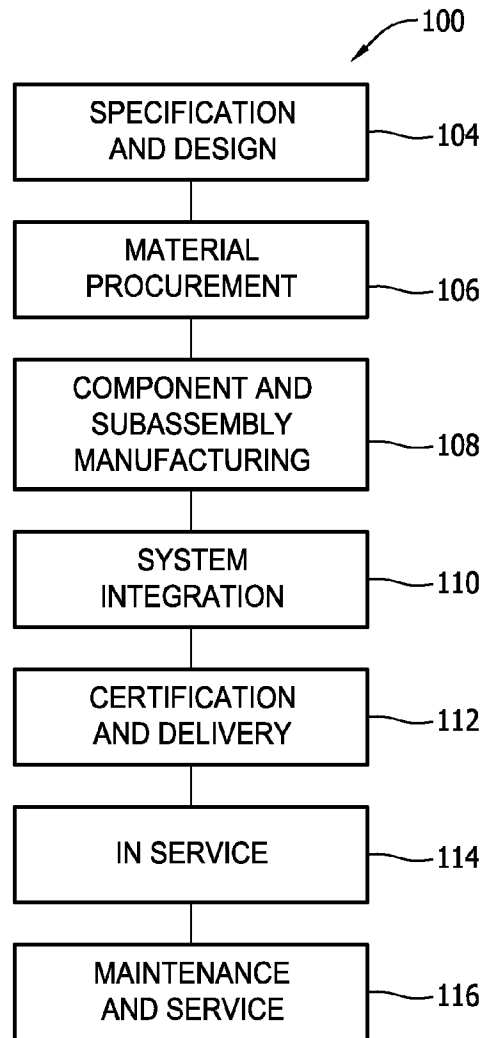 100
SPECIFICATION
AND DESIGN
104
MATERIAL
PROCUREMENT
106
COMPONENT AND
SUBASSEMBLY
MANUFACTURING
108
SYSTEM
INTEGRATION
110
CERTIFICATION
AND DELIVERY
112
IN SERVICE
114
MAINTENANCE
AND SERVICE
116